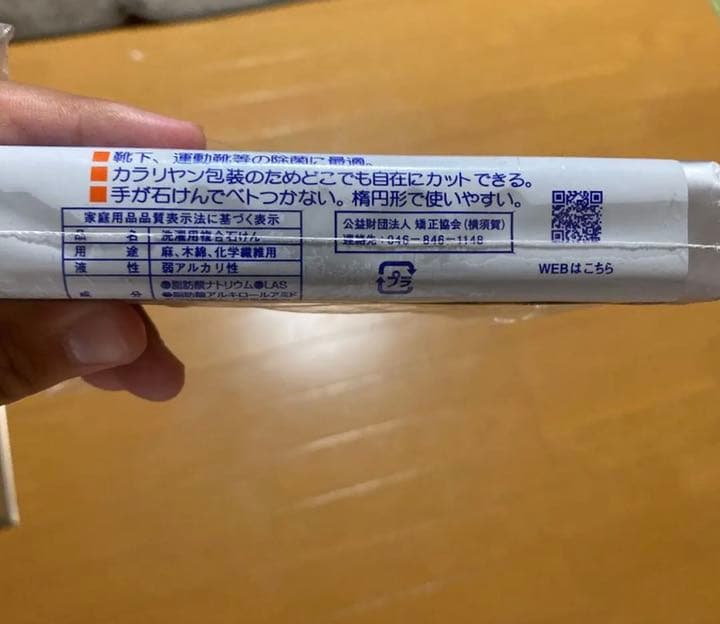 ■靴下、運動靴等の除菌に最適。
■カラリヤン包装のためどこでも自在にカットできる。
■手が石けんでベトつかない。楕円形で使いやすい。
家庭用品品質表示法に基づく表示
品 名 洗濯用複合石けん
用 途 麻、木綿、化学繊維用
液 性 弱アルカリ性
成 分 ●脂肪酸ナトリウム●LAS
●脂肪酸アルキロールアミド
公益財団法人 矯正協会(横須賀)
連絡先:046-846-1148
プラ
WEBはこちら